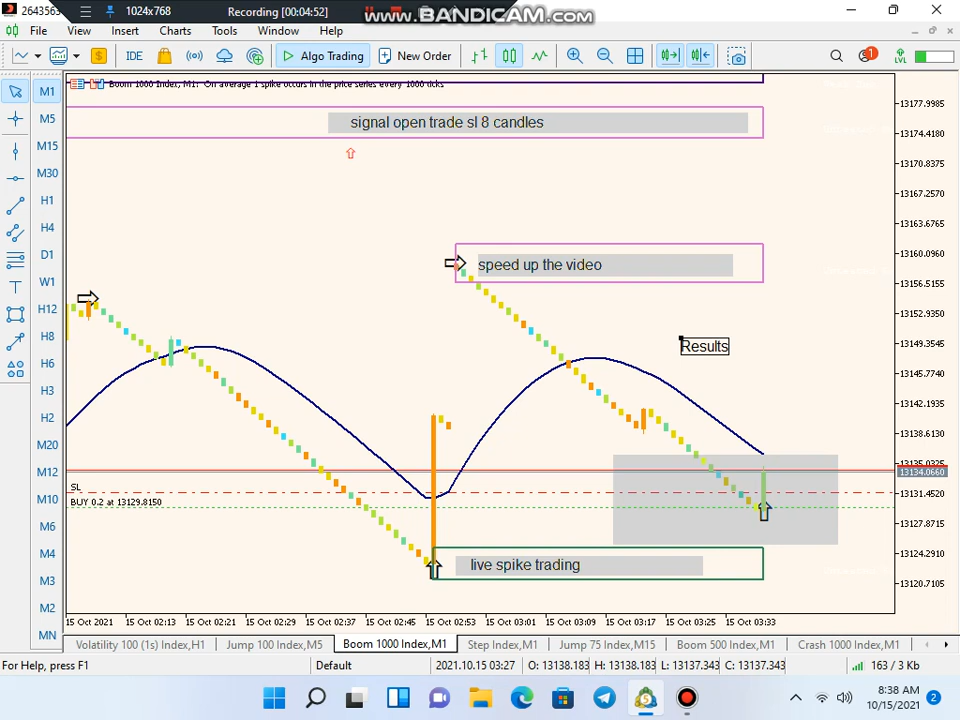 2643563
1024x768
Recording [00:04:52]
www.BANDICAM.com
File View Insert Charts Tools Window Help
IDE
Algo Trading
New Order
LVL
1
M1
M5
M15
M30
H1
H4
D1
W1
H12
H8
H6
H3
H2
M20
M12
M10
M6
M4
M3
M2
MN
Boom 1000 Index, M1: On average 1 spike occurs in the price series every 1000 ticks
signal open trade sl 8 candles
speed up the video
Results
SL
BUY 0.2 at 13129.8150
live spike trading
13177.9985
13174.4180
13170.8375
13167.2570
13163.6765
13160.0960
13156.5155
13152.9350
13149.3545
13145.7740
13142.1935
13138.6130
13135.0325
13134.0660
13131.4520
13127.8715
13124.2910
13120.7105
15 Oct 2021 15 Oct 02:13 15 Oct 02:21 15 Oct 02:29 15 Oct 02:37 15 Oct 02:45 15 Oct 02:53 15 Oct 03:01 15 Oct 03:09 15 Oct 03:17 15 Oct 03:25 15 Oct 03:33
Volatility 100 (1s) Index,H1 Jump 100 Index,M5 Boom 1000 Index,M1 Step Index,M1 Jump 75 Index,M15 Boom 500 Index,M1 Crash 1000 Index,M1
For Help, press F1 Default 2021.10.15 03:27 O: 13138.183 H: 13138.183 L: 13137.343 C: 13137.343 163 / 3 Kb
8:38 AM
10/15/2021
2